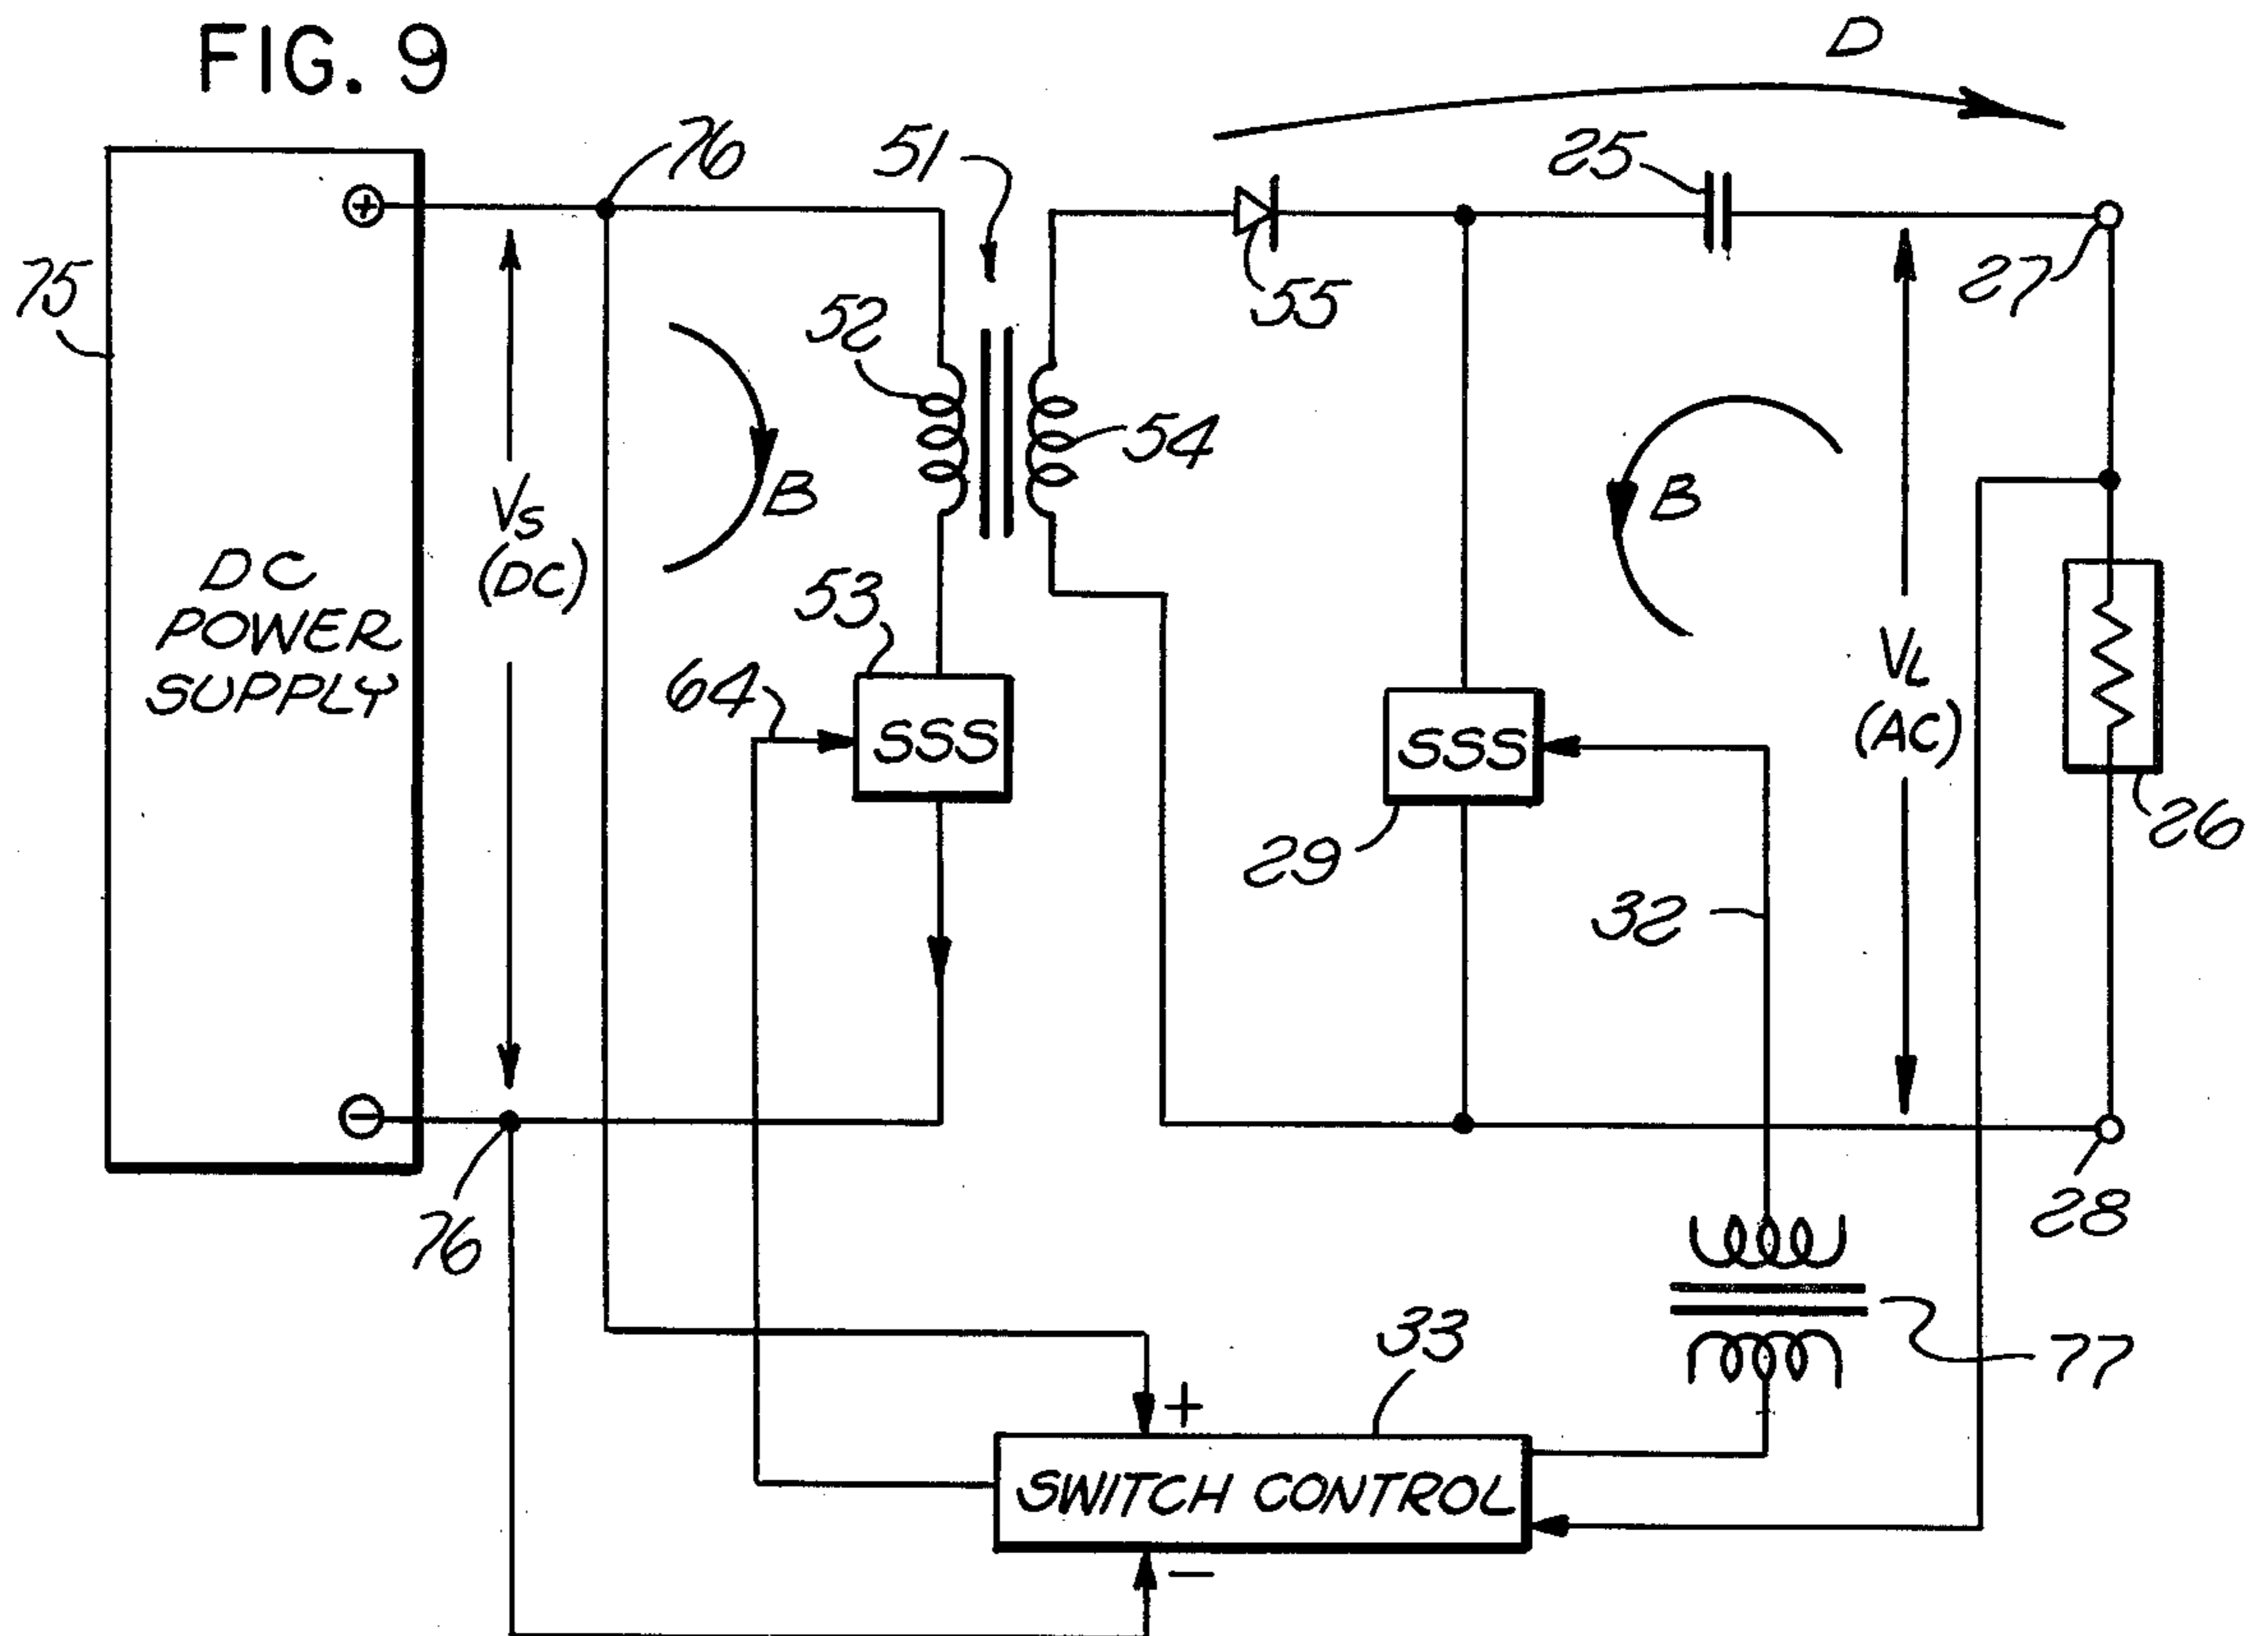 FIG. 9
D
76
51
25
75
52
55
27
54
B
B
Vs
(DC)
DC
POWER
SUPPLY
53
64
SSS
SSS
VL
(AC)
26
29
32
76
28
33
77
+
SWITCH CONTROL
−